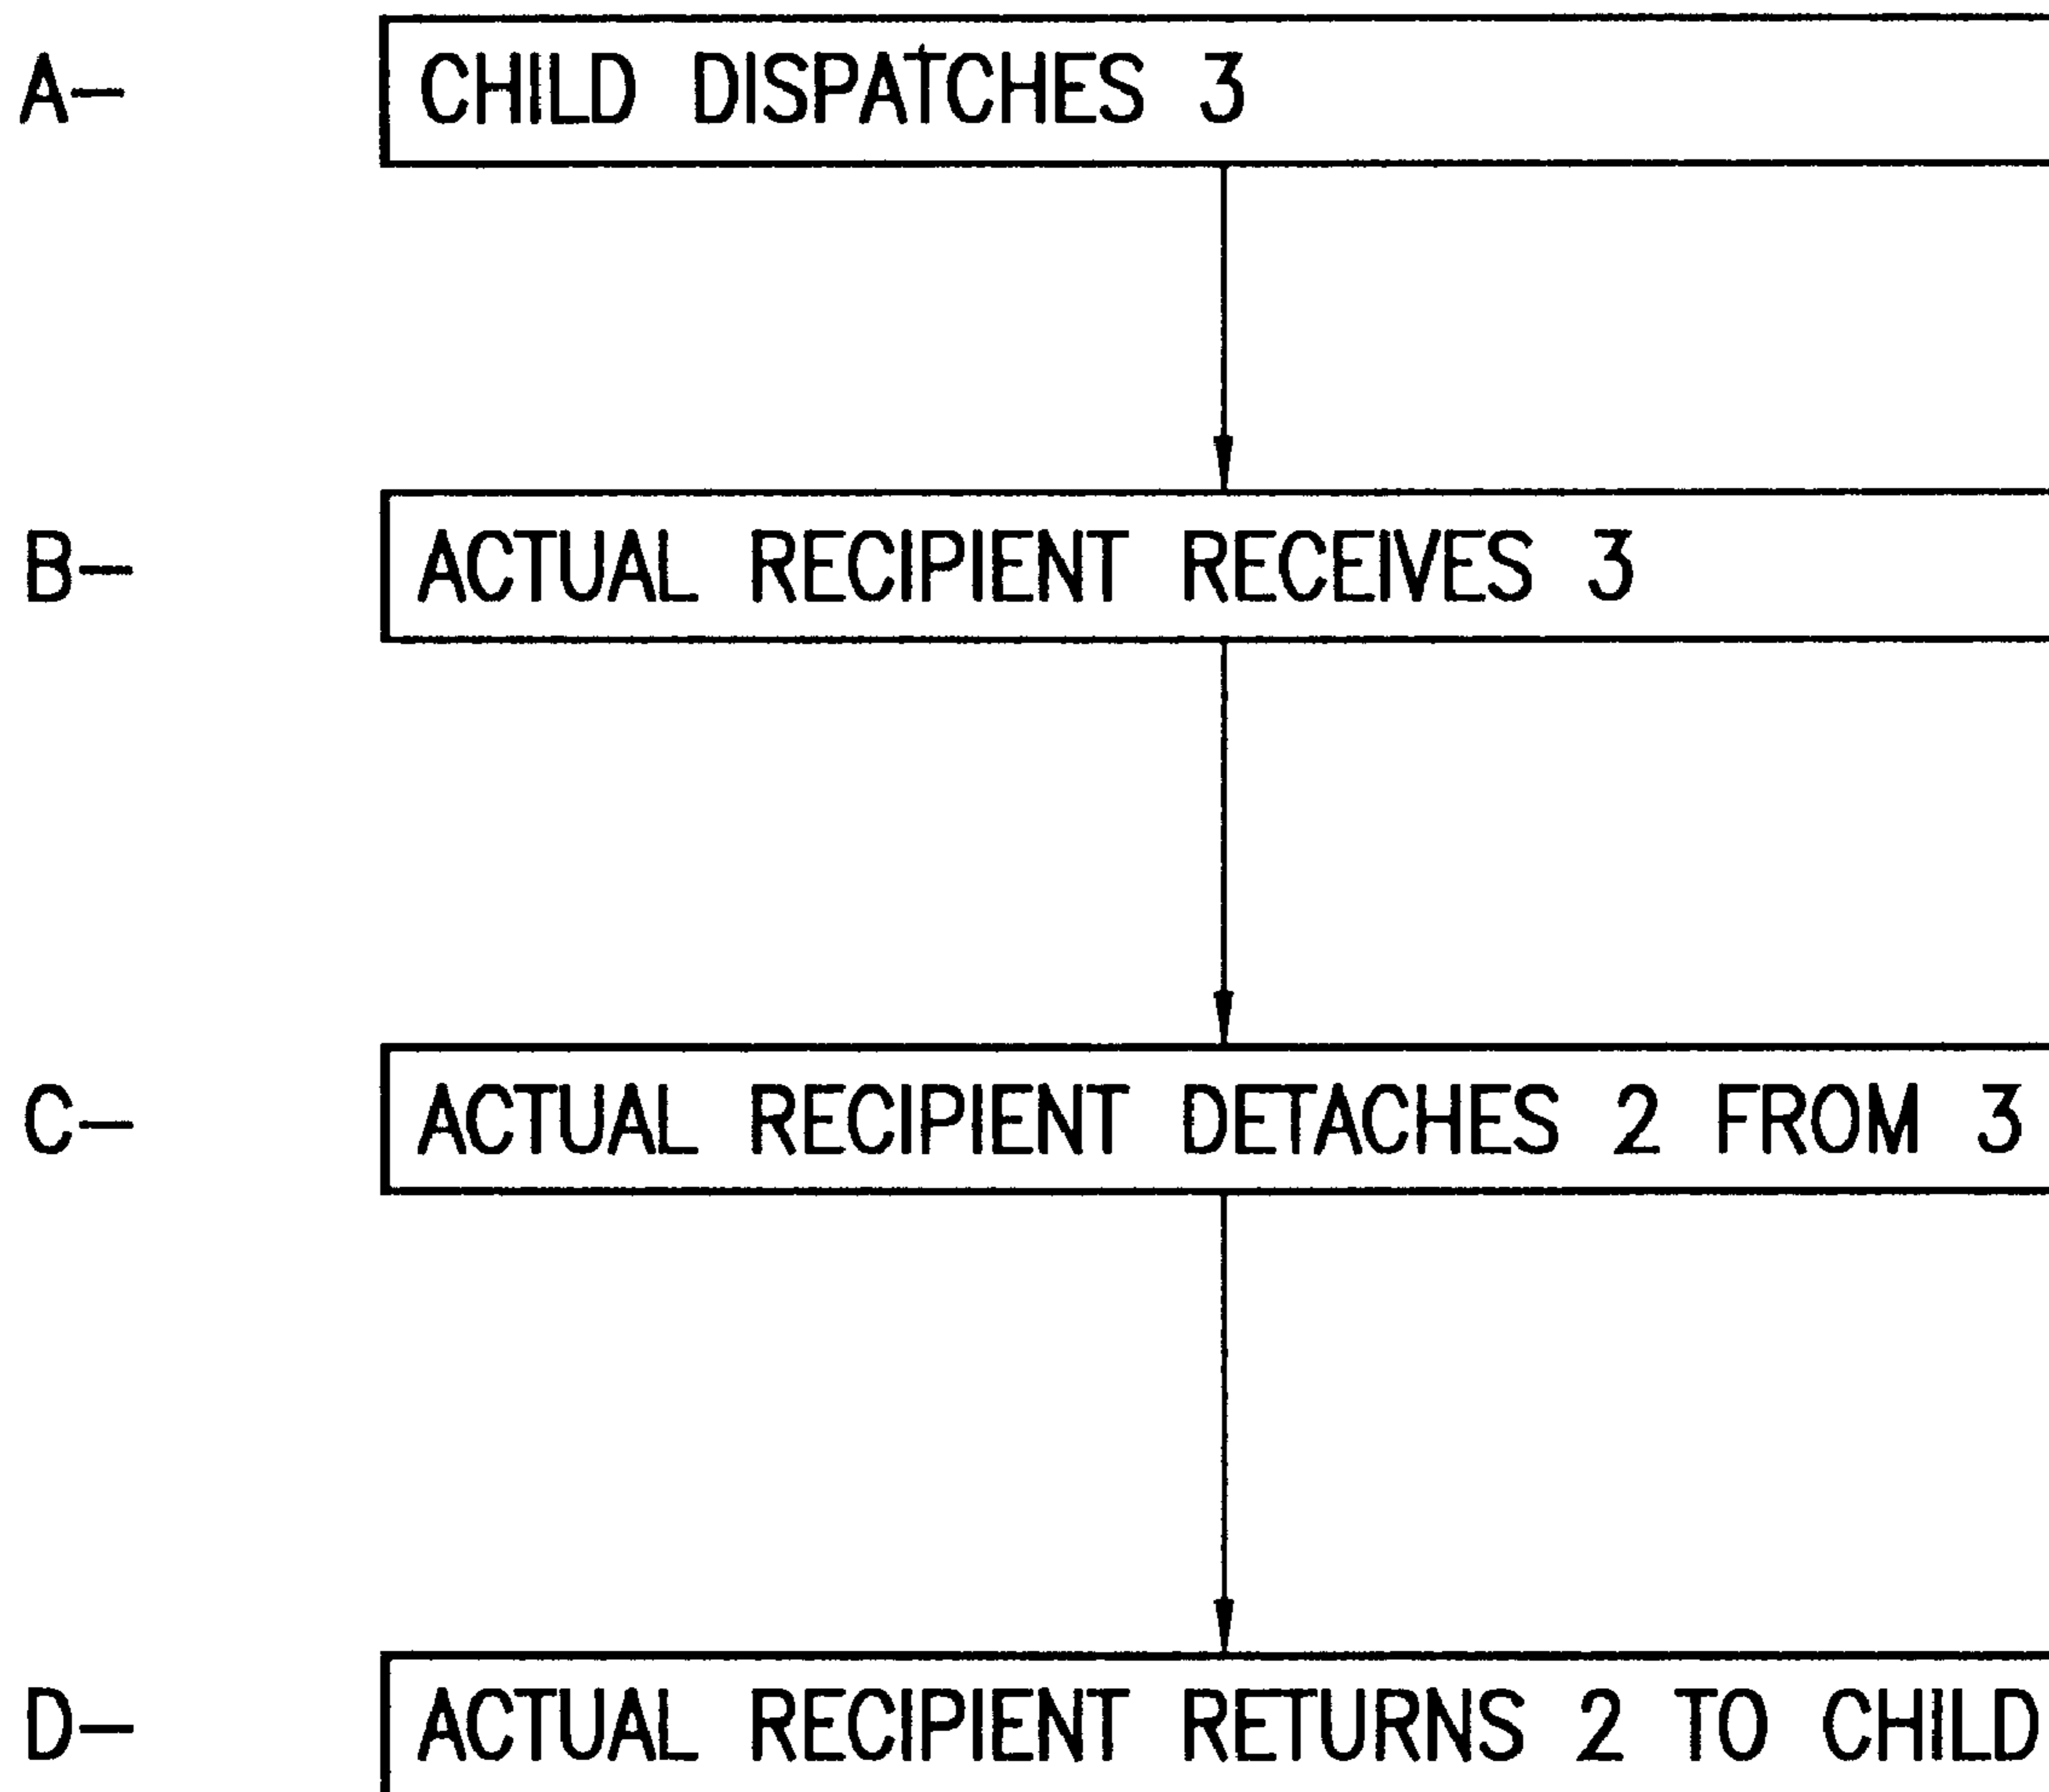 A— CHILD DISPATCHES 3
B— ACTUAL RECIPIENT RECEIVES 3
C— ACTUAL RECIPIENT DETACHES 2 FROM 3
D— ACTUAL RECIPIENT RETURNS 2 TO CHILD